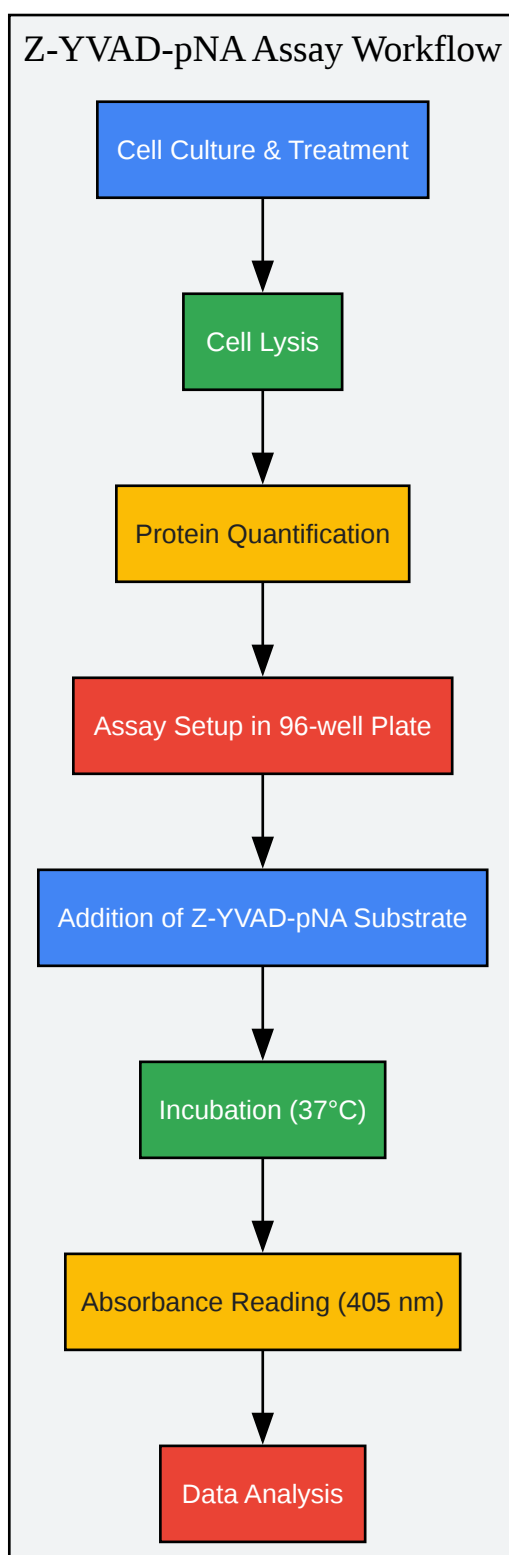 Z-YVAD-pNA Assay Workflow
Cell Culture & Treatment
Cell Lysis
Protein Quantification
Assay Setup in 96-well Plate
Addition of Z-YVAD-pNA Substrate
Incubation (37°C)
Absorbance Reading (405 nm)
Data Analysis